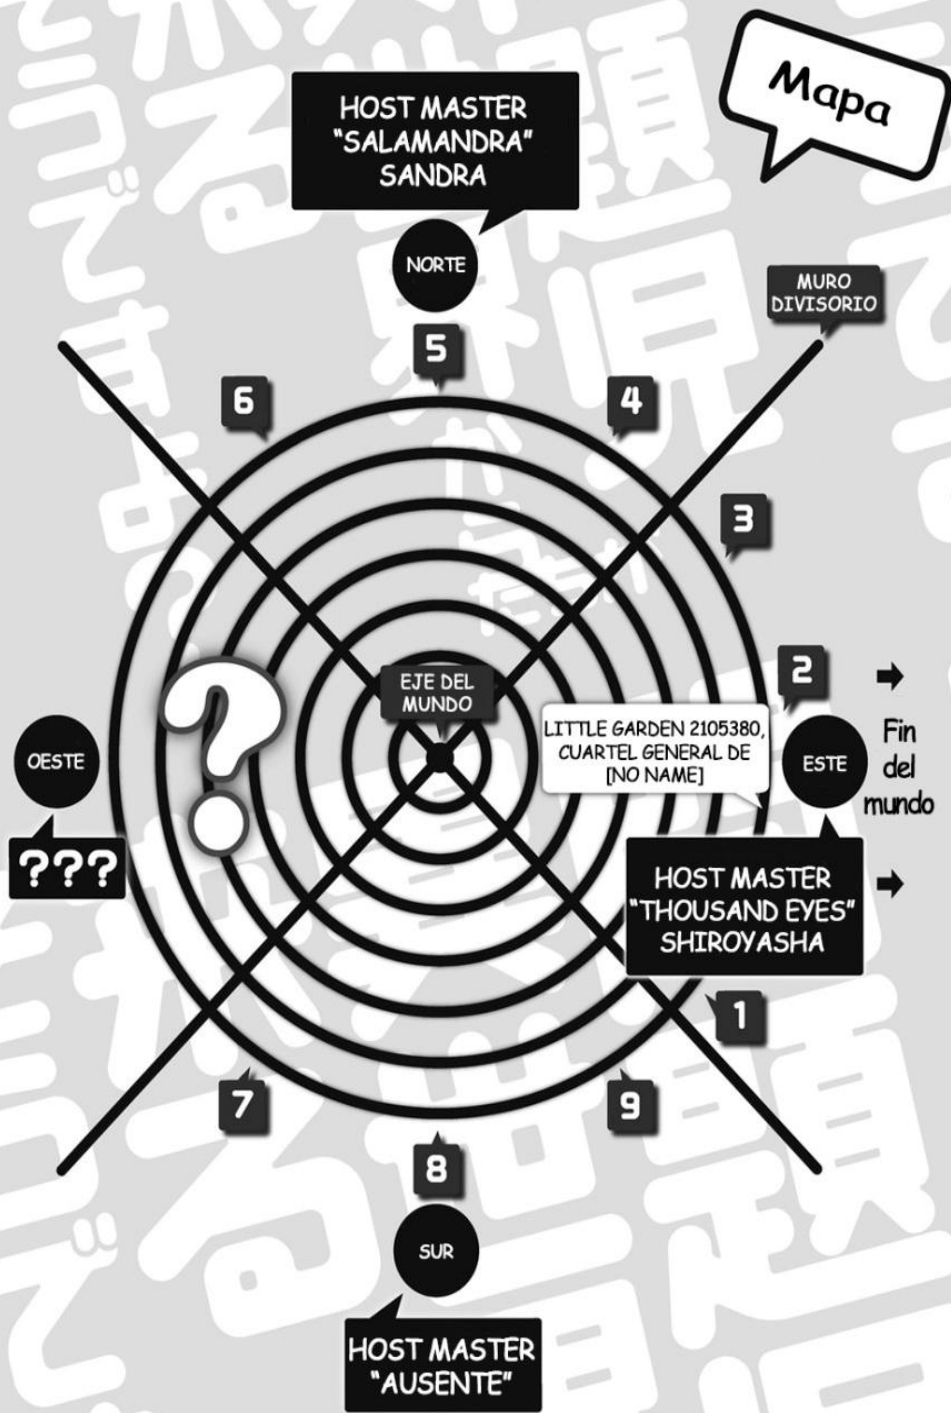 Mapa
HOST MASTER
“SALAMANDRA”
SANDRA
NORTE
MURO
DIVISORIO
5
6
4
3
2
EJE DEL
MUNDO
LITTLE GARDEN 2105380,
CUARTEL GENERAL DE
[NO NAME]
OESTE
???
?
ESTE
Fin
del
mundo
HOST MASTER
“THOUSAND EYES”
SHIROYASHA
1
7
9
8
SUR
HOST MASTER
“AUSENTE”